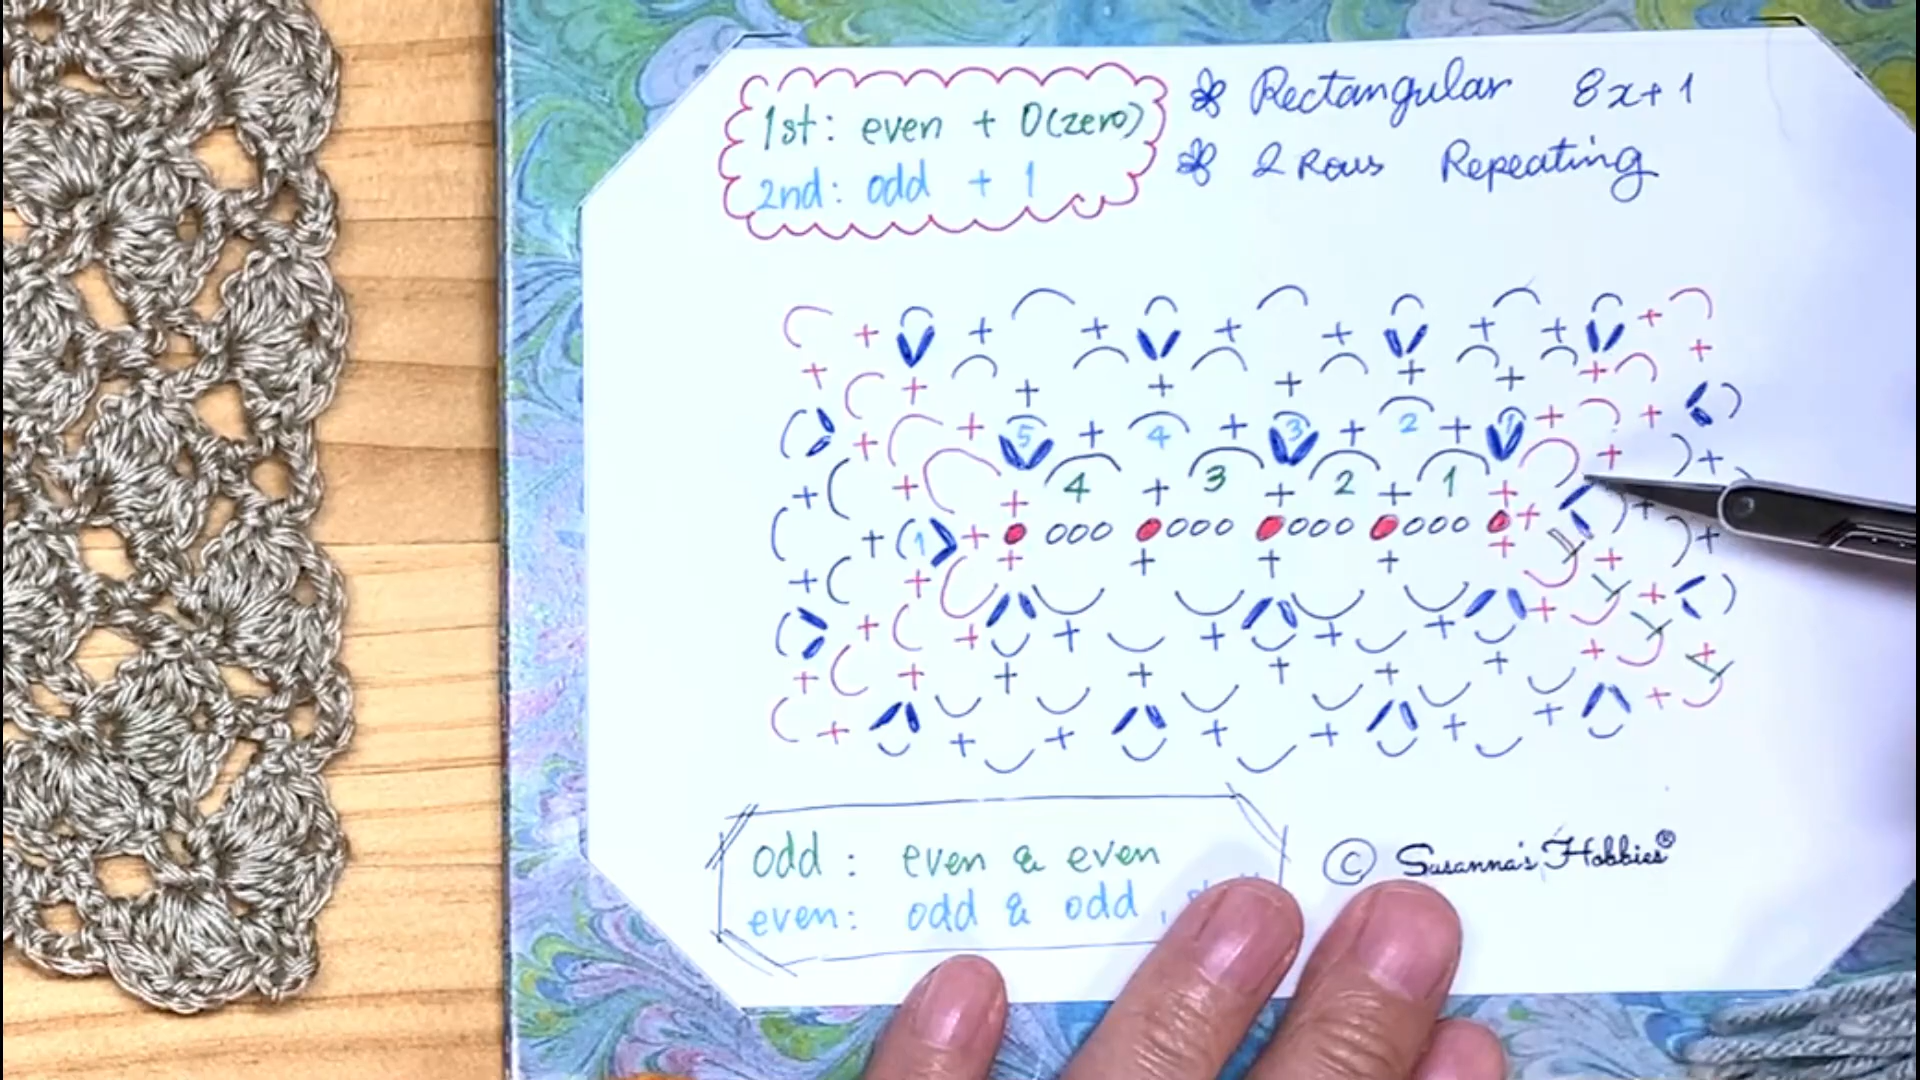 1st: even + 0(zero)
2nd: odd + 1
Rectangular 8x+1
2 Rows Repeating
5 4 3 2 1
4 3 2 1
1
odd : even & even
even: odd & odd ,
© Susanna's Hobbies®